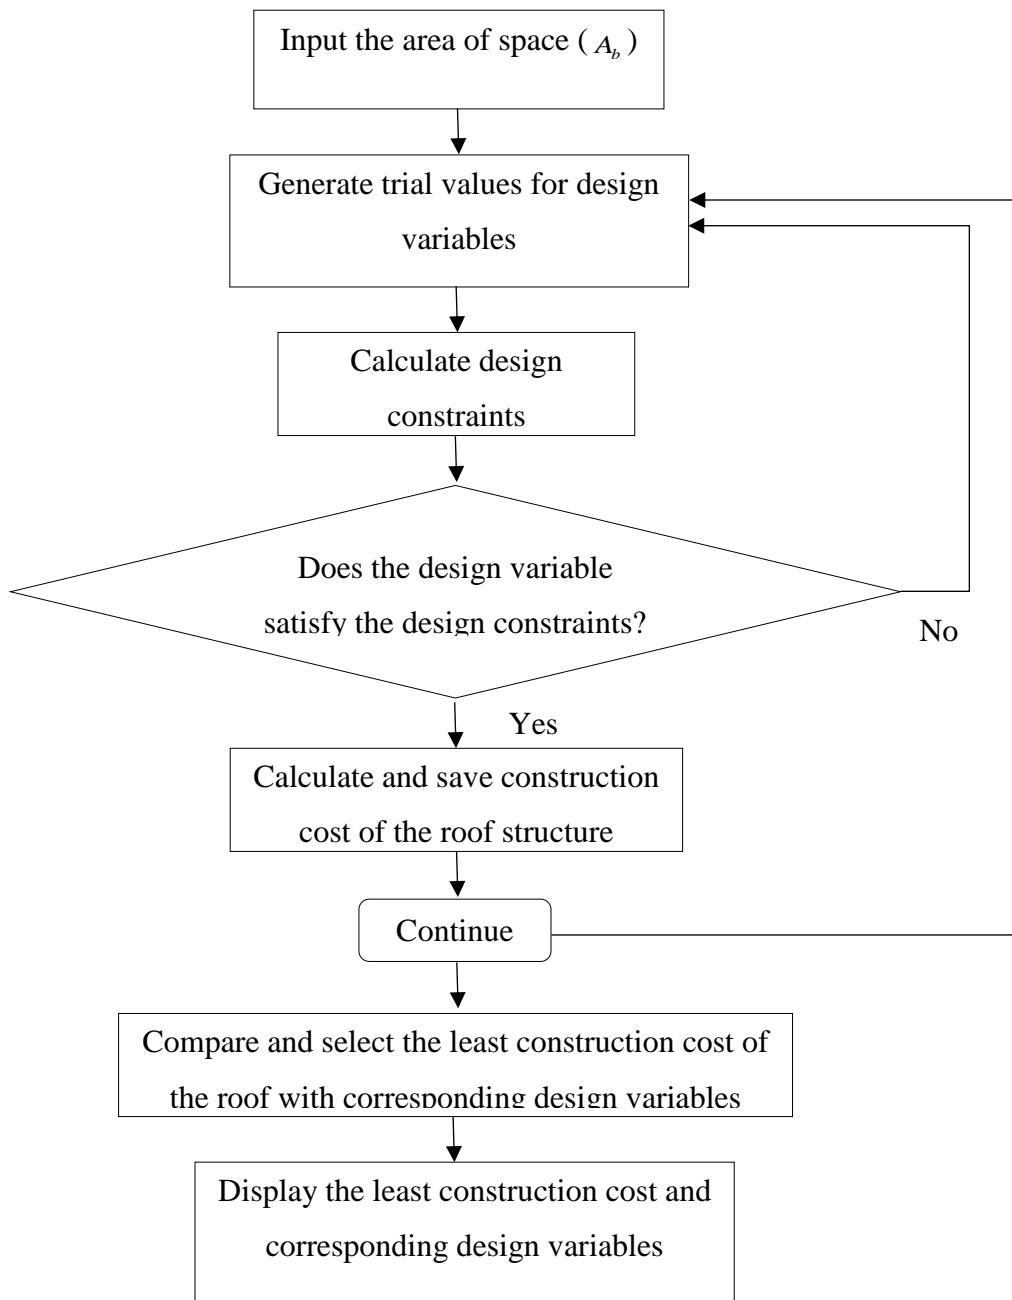 Input the area of space ( A_b )
Generate trial values for design
variables
Calculate design
constraints
Does the design variable
satisfy the design constraints?
No
Yes
Calculate and save construction
cost of the roof structure
Continue
Compare and select the least construction cost of
the roof with corresponding design variables
Display the least construction cost and
corresponding design variables